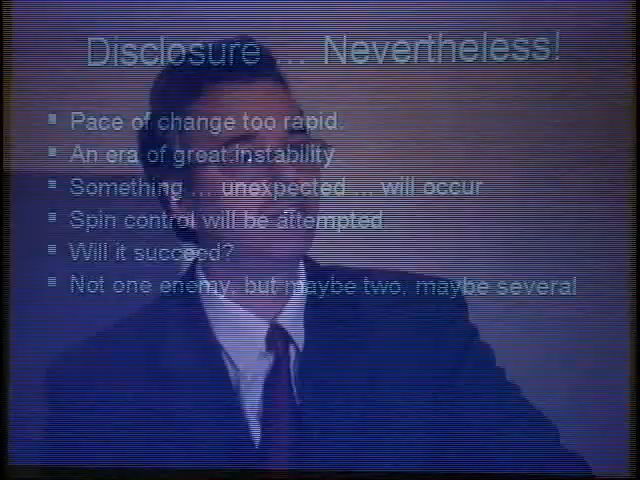 Disclosure ... Nevertheless!
Pace of change too rapid.
An era of great instability
Something ... unexpected ... will occur
Spin control will be attempted.
Will it succeed?
Not one enemy, but maybe two, maybe several